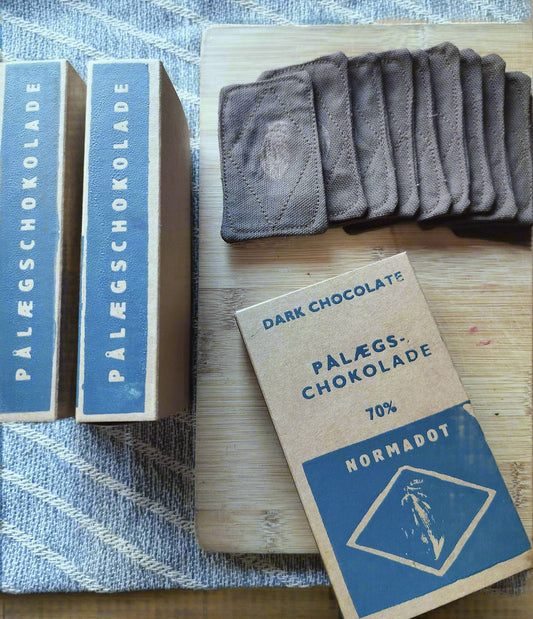 PÅLÆGSCHOKOLADE
PÅLÆGSCHOKOLADE
DARK CHOCOLATE
PÅLÆGS-
CHOKOLADE
70%
NORMADOT